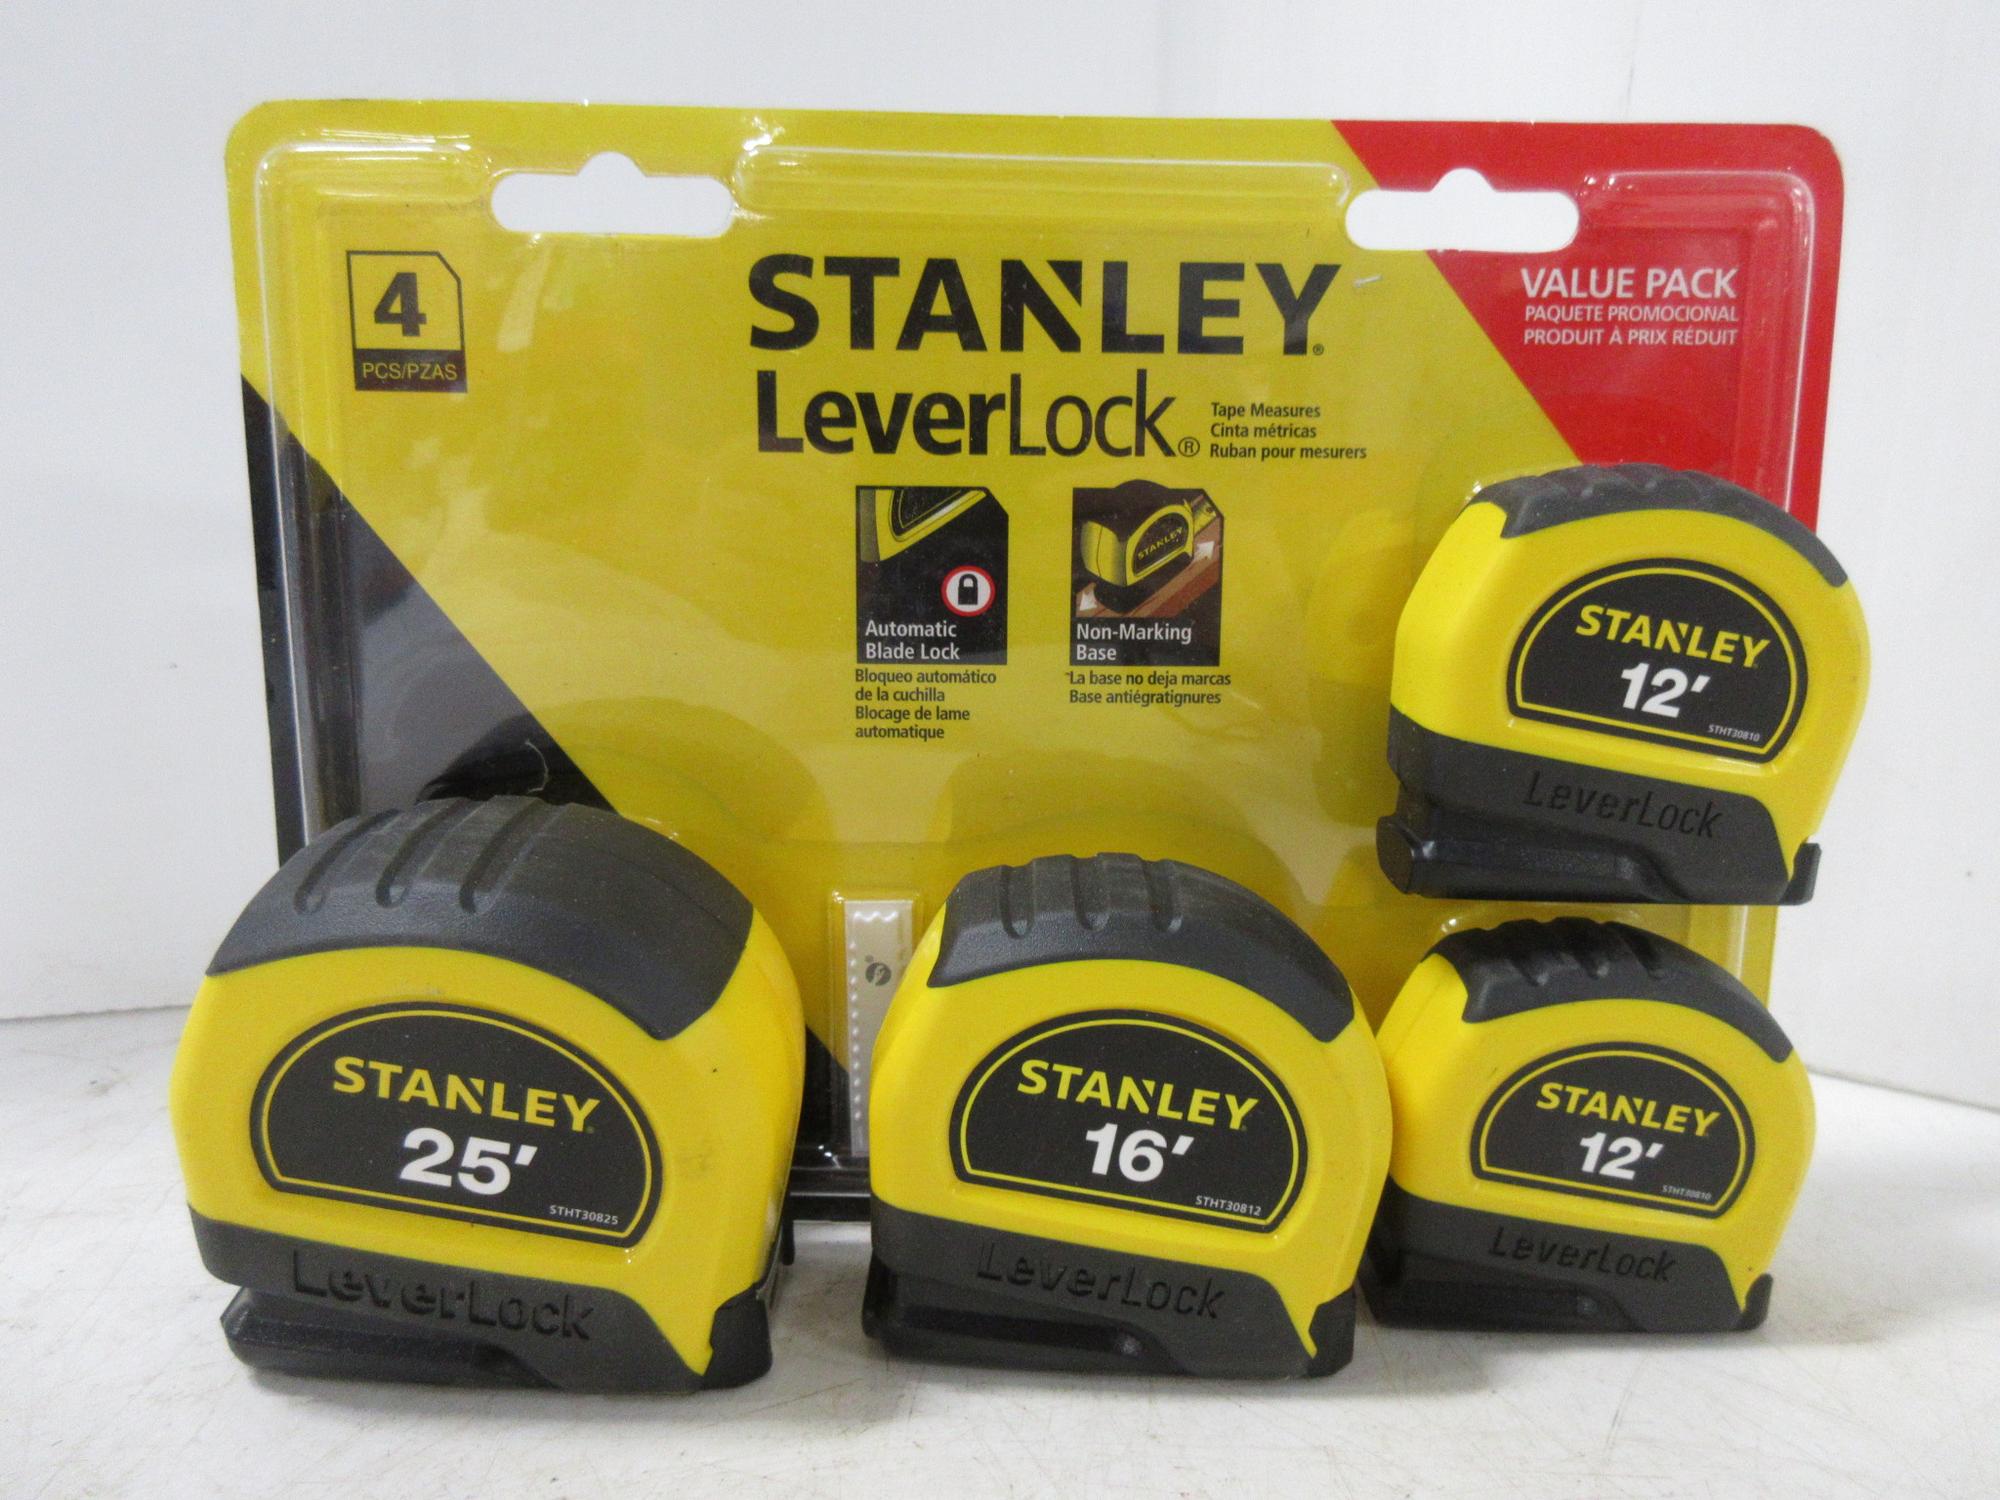 4
PCS/PZAS
STANLEY®
LeverLock®
Tape Measures
Cinta métricas
Ruban pour mesurers
VALUE PACK
PAQUETE PROMOCIONAL
PRODUIT À PRIX RÉDUIT
Automatic
Blade Lock
Bloqueo automático
de la cuchilla
Blocage de lame
automatique
STANLEY
Non-Marking
Base
La base no deja marcas
Base antiégratignures
STANLEY
12'
STHT30810
LeverLock
STANLEY
25'
STHT30825
LeverLock
STANLEY
16'
STHT30812
LeverLock
STANLEY
12'
STHT30810
LeverLock